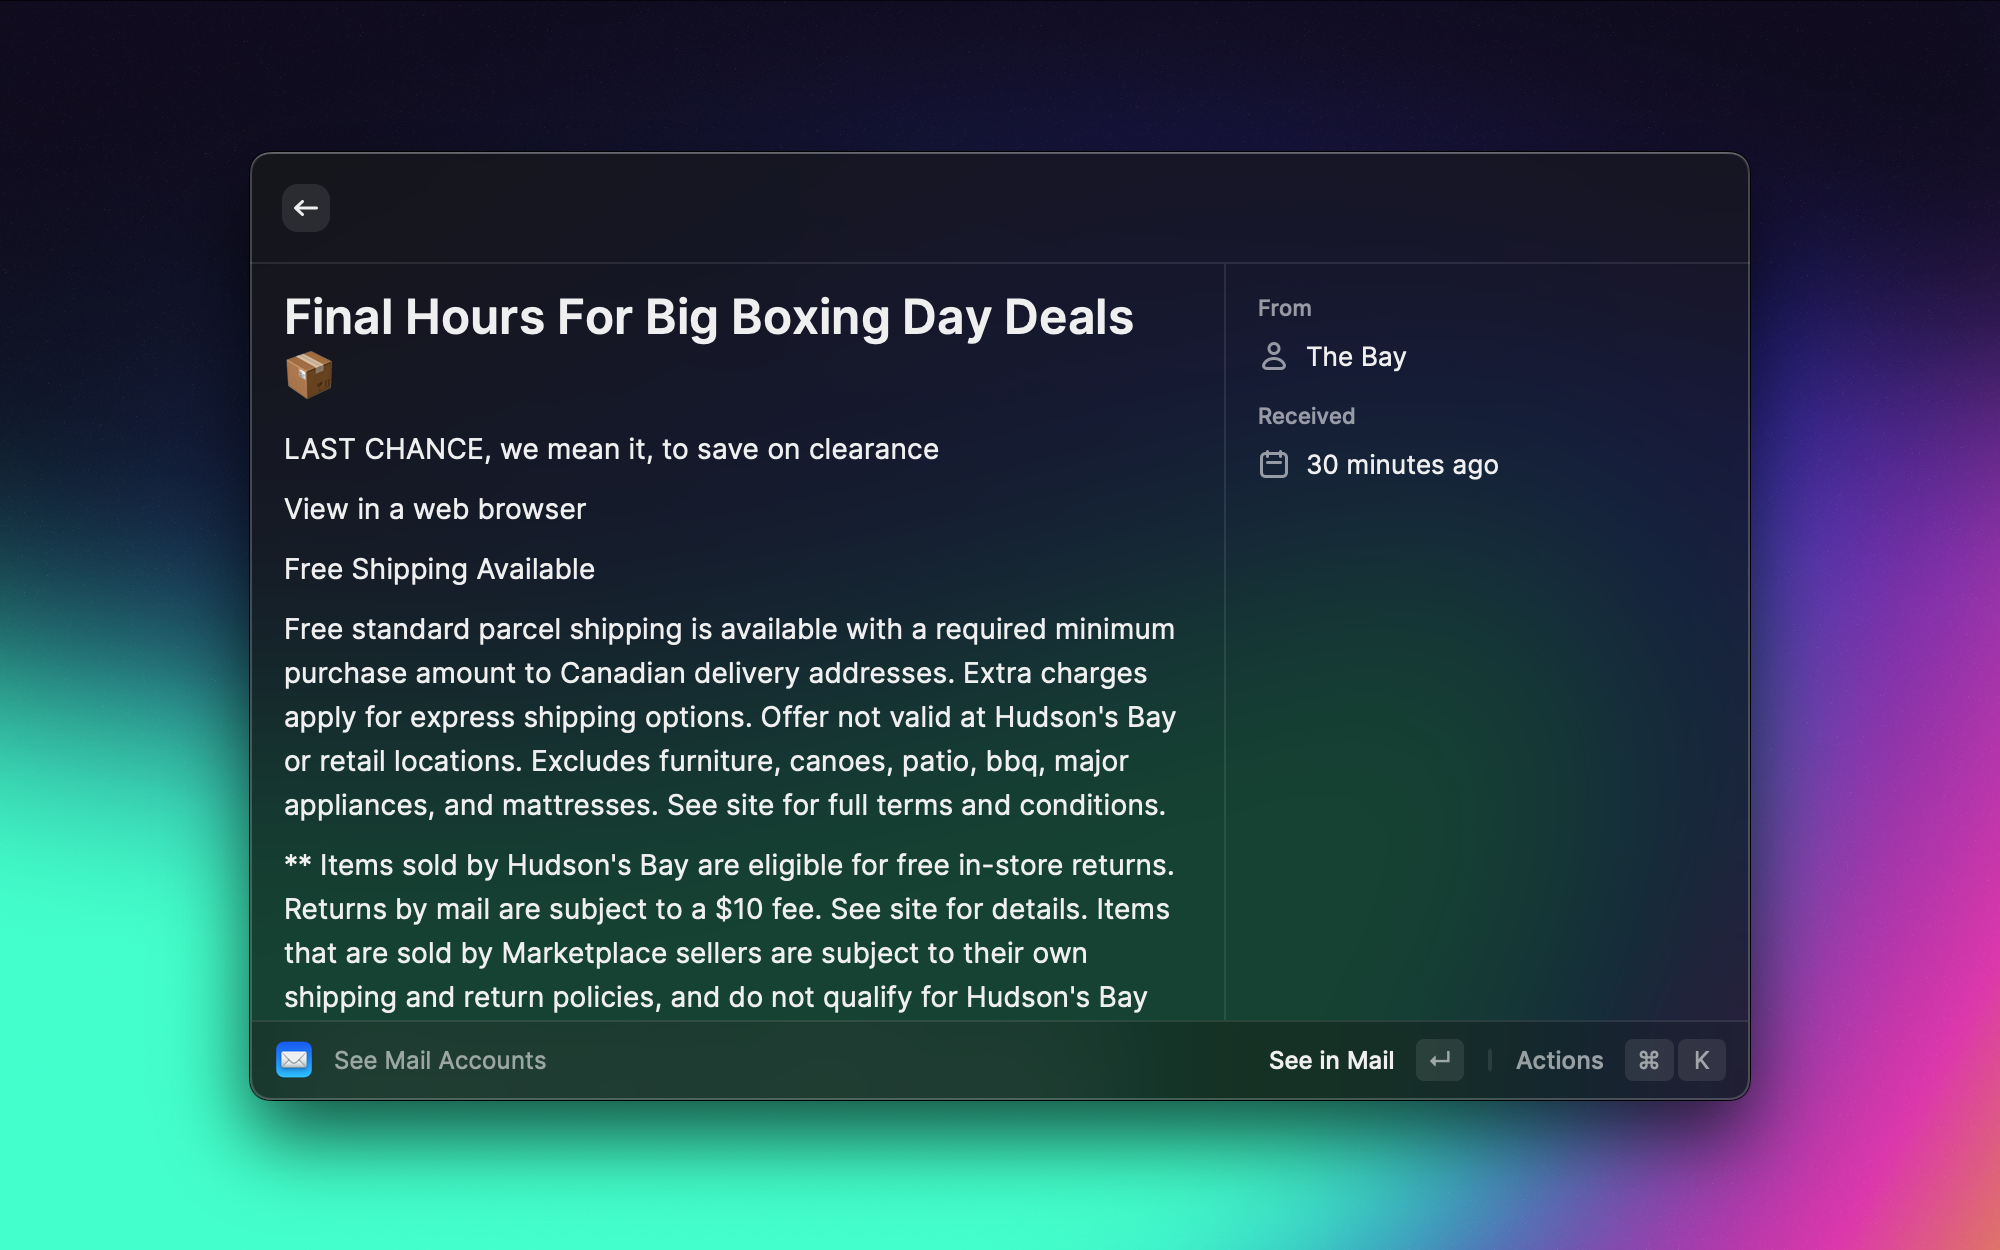 Final Hours For Big Boxing Day Deals
📦
LAST CHANCE, we mean it, to save on clearance
View in a web browser
Free Shipping Available
Free standard parcel shipping is available with a required minimum
purchase amount to Canadian delivery addresses. Extra charges
apply for express shipping options. Offer not valid at Hudson's Bay
or retail locations. Excludes furniture, canoes, patio, bbq, major
appliances, and mattresses. See site for full terms and conditions.
** Items sold by Hudson's Bay are eligible for free in-store returns.
Returns by mail are subject to a $10 fee. See site for details. Items
that are sold by Marketplace sellers are subject to their own
shipping and return policies, and do not qualify for Hudson's Bay
From
The Bay
Received
30 minutes ago
See Mail Accounts
See in Mail ↵ | Actions ⌘ K